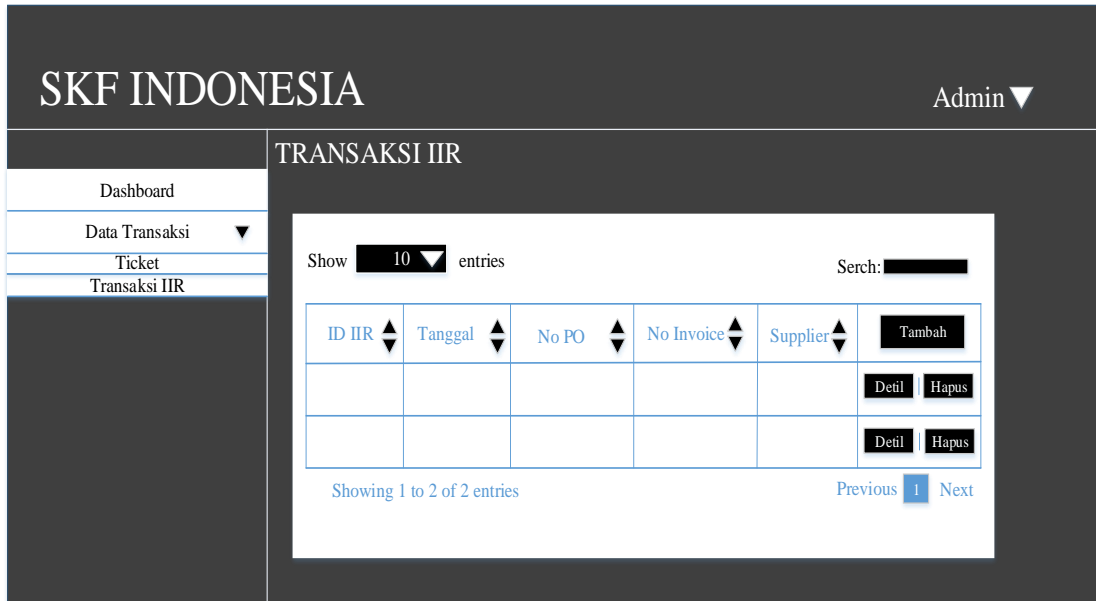 SKF INDONESIA
Admin
TRANSAKSI IIR
Dashboard
Data Transaksi
Ticket
Transaksi IIR
Show 10 entries
Serch:
ID IIR Tanggal No PO No Invoice Supplier Tambah
Detil | Hapus
Detil | Hapus
Showing 1 to 2 of 2 entries
Previous 1 Next